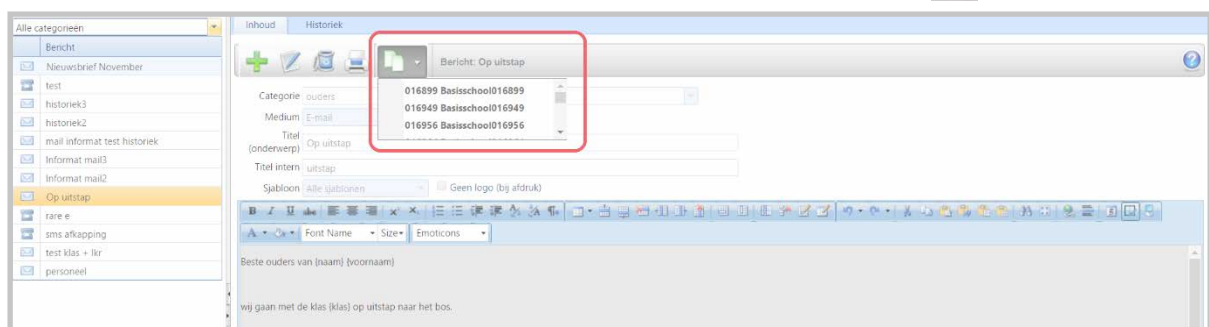 Alle categorieën
Bericht
Nieuwsbrief November
test
historiek3
historiek2
mail informat test historiek
Informat mail3
Informat mail2
Op uitstap
rare e
sms afkapping
test klas + lkr
personeel
Inhoud Historiek
Bericht: Op uitstap
016899 Basisschool016899
016949 Basisschool016949
016956 Basisschool016956
Categorie ouders
Medium E-mail
Titel (onderwerp) Op uitstap
Titel intern uitstap
Sjabloon Alle sjablonen Geen logo (bij afdruk)
Font Name Size Emoticons
Beste ouders van {naam} {voornaam}
wij gaan met de klas {klas} op uitstap naar het bos.